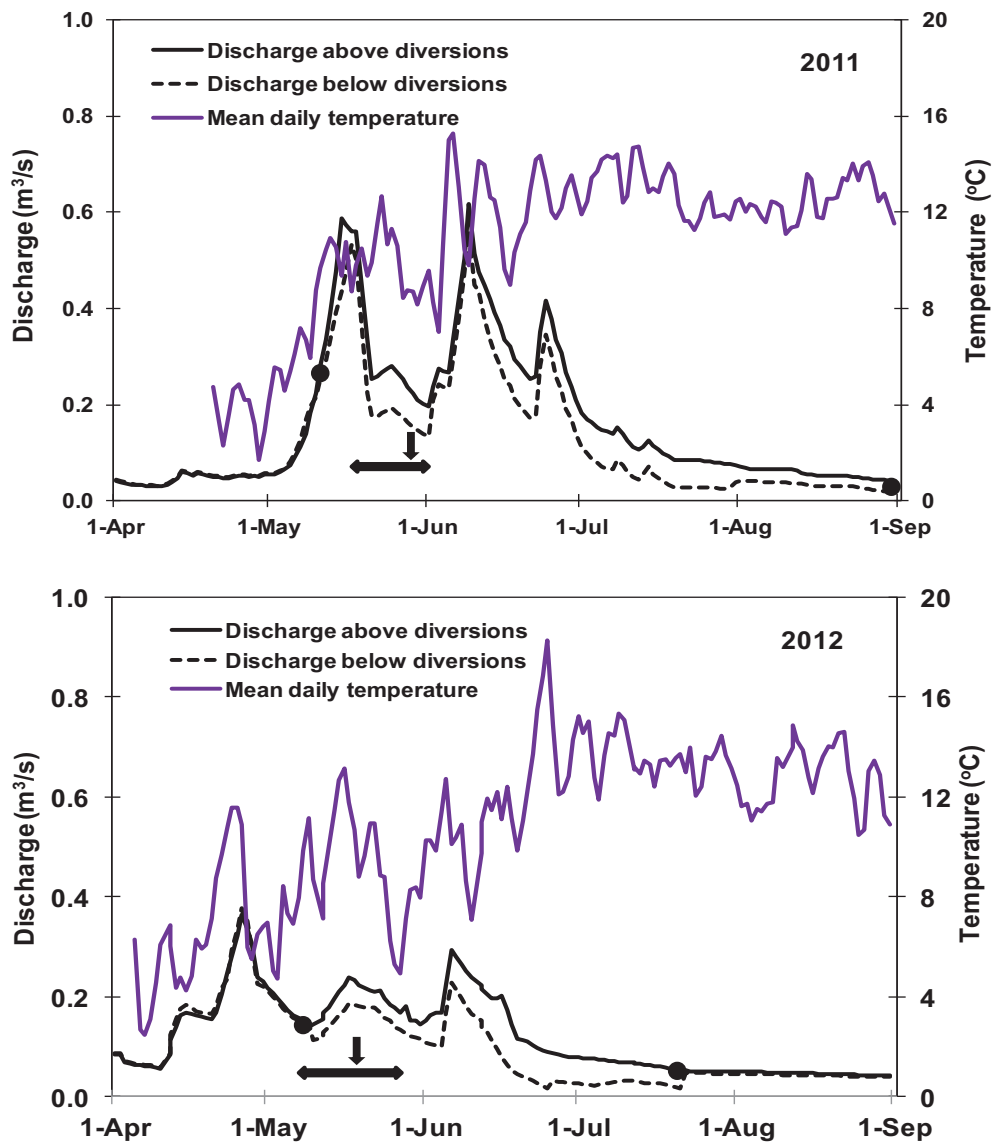 Discharge above diversions
2011
Discharge below diversions
Mean daily temperature
Discharge (m³/s)
1.0
0.8
0.6
0.4
0.2
0.0
Temperature (ºC)
20
16
12
8
4
0
1-Apr 1-May 1-Jun 1-Jul 1-Aug 1-Sep
Discharge above diversions
2012
Discharge below diversions
Mean daily temperature
Discharge (m³/s)
1.0
0.8
0.6
0.4
0.2
0.0
Temperature (ºC)
20
16
12
8
4
0
1-Apr 1-May 1-Jun 1-Jul 1-Aug 1-Sep